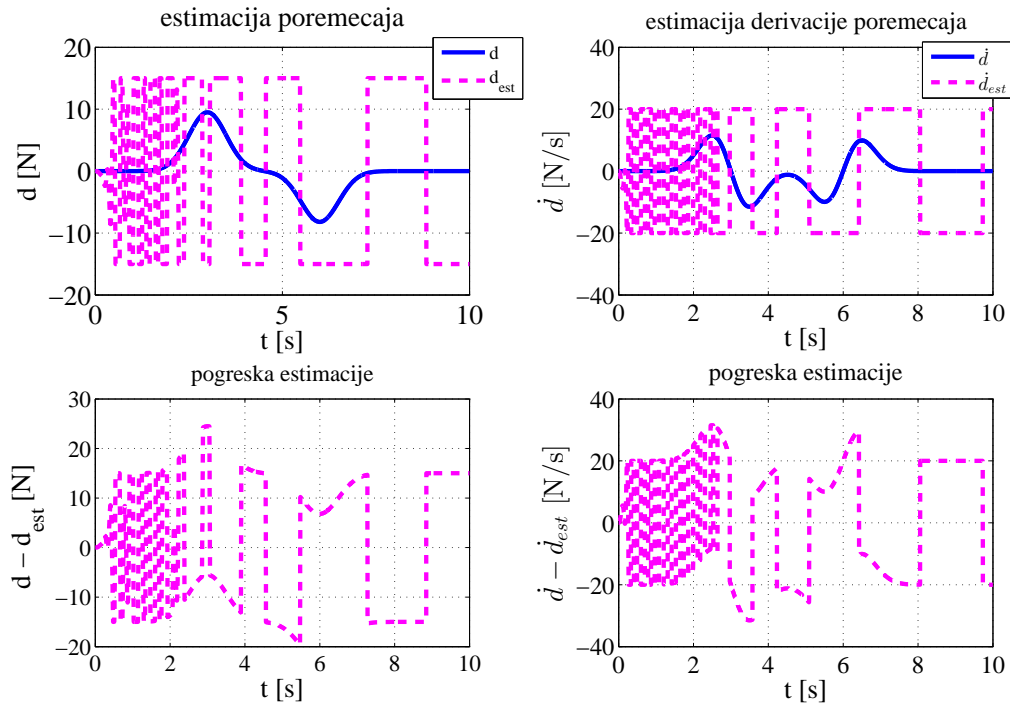 estimacija poremecaja
20
10
0
−10
−20
d [N]
0
5
10
t [s]
d
d_est
estimacija derivacije poremecaja
40
20
0
−20
−40
ḋ [N/s]
0
2
4
6
8
10
t [s]
ḋ
ḋ_est
pogreska estimacije
30
20
10
0
−10
−20
d − d_est [N]
0
2
4
6
8
10
t [s]
pogreska estimacije
40
20
0
−20
−40
ḋ − ḋ_est [N/s]
0
2
4
6
8
10
t [s]